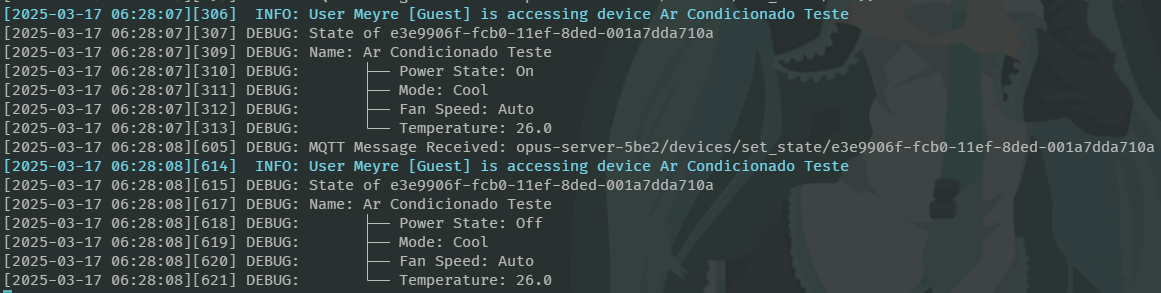 [2025-03-17 06:28:07][306]  INFO: User Meyre [Guest] is accessing device Ar Condicionado Teste
[2025-03-17 06:28:07][307] DEBUG: State of e3e9906f-fcb0-11ef-8ded-001a7dda710a
[2025-03-17 06:28:07][309] DEBUG: Name: Ar Condicionado Teste
[2025-03-17 06:28:07][310] DEBUG:       ├── Power State: On
[2025-03-17 06:28:07][311] DEBUG:       ├── Mode: Cool
[2025-03-17 06:28:07][312] DEBUG:       ├── Fan Speed: Auto
[2025-03-17 06:28:07][313] DEBUG:       └── Temperature: 26.0
[2025-03-17 06:28:08][605] DEBUG: MQTT Message Received: opus-server-5be2/devices/set_state/e3e9906f-fcb0-11ef-8ded-001a7dda710a
[2025-03-17 06:28:08][614]  INFO: User Meyre [Guest] is accessing device Ar Condicionado Teste
[2025-03-17 06:28:08][615] DEBUG: State of e3e9906f-fcb0-11ef-8ded-001a7dda710a
[2025-03-17 06:28:08][617] DEBUG: Name: Ar Condicionado Teste
[2025-03-17 06:28:08][618] DEBUG:       ├── Power State: Off
[2025-03-17 06:28:08][619] DEBUG:       ├── Mode: Cool
[2025-03-17 06:28:08][620] DEBUG:       ├── Fan Speed: Auto
[2025-03-17 06:28:08][621] DEBUG:       └── Temperature: 26.0